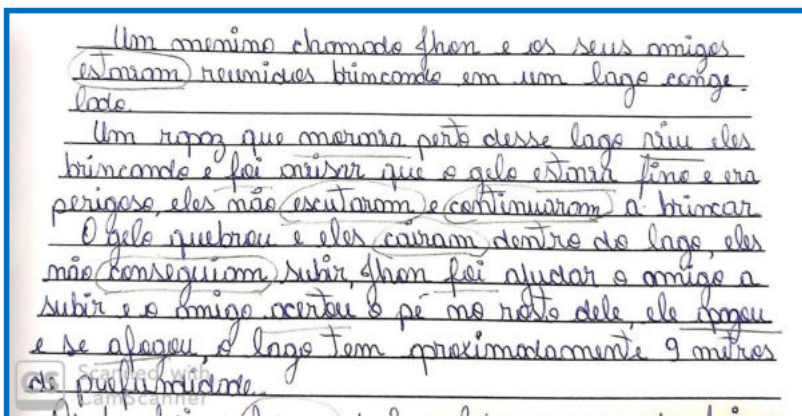 Um menino chamado Jhon e os seus amigos
estavam reunidos brincando em um lago conge-
lado.
Um rapaz que morava perto desse lago viu eles
brincando e foi avisar que o gelo estava fino e era
perigoso, eles não escutaram e continuaram a brincar
O gelo quebrou e eles cairam dentro do lago, eles
não conseguiam subir, Jhon foi ajudar o amigo a
subir e o amigo acertou o pé no rosto dele, ele apagou
e se afogou, o lago tem aproximadamente 9 metros
de profundidade.
Scanned with
CamScanner